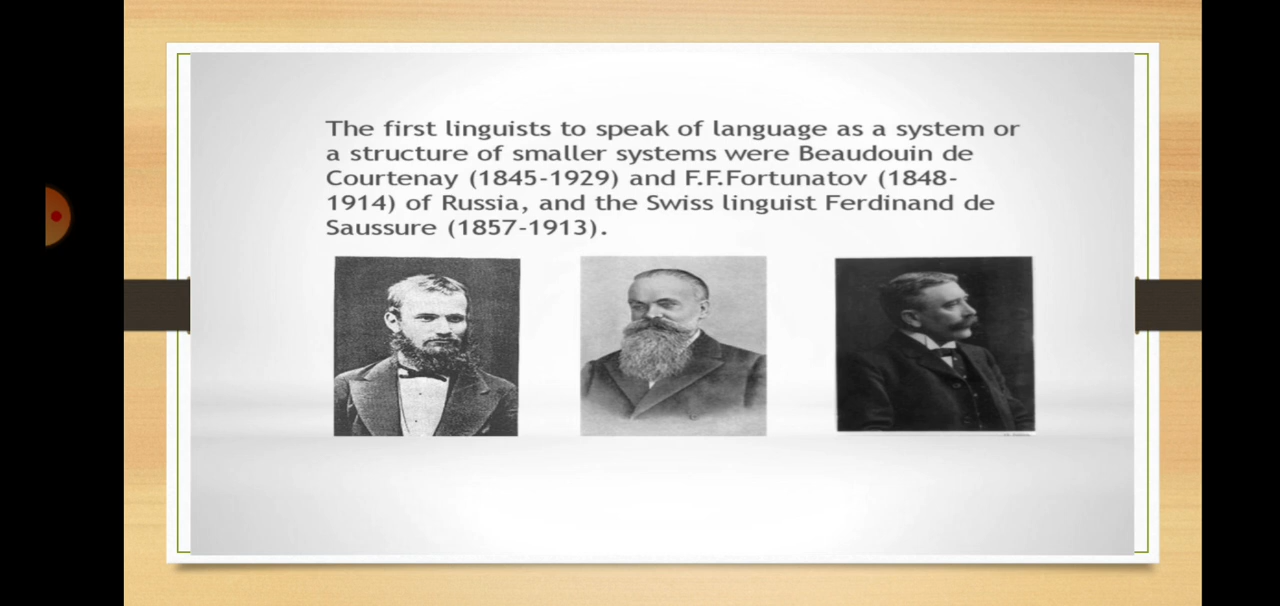 The first linguists to speak of language as a system or
a structure of smaller systems were Beaudouin de
Courtenay (1845-1929) and F.F.Fortunatov (1848-
1914) of Russia, and the Swiss linguist Ferdinand de
Saussure (1857-1913).